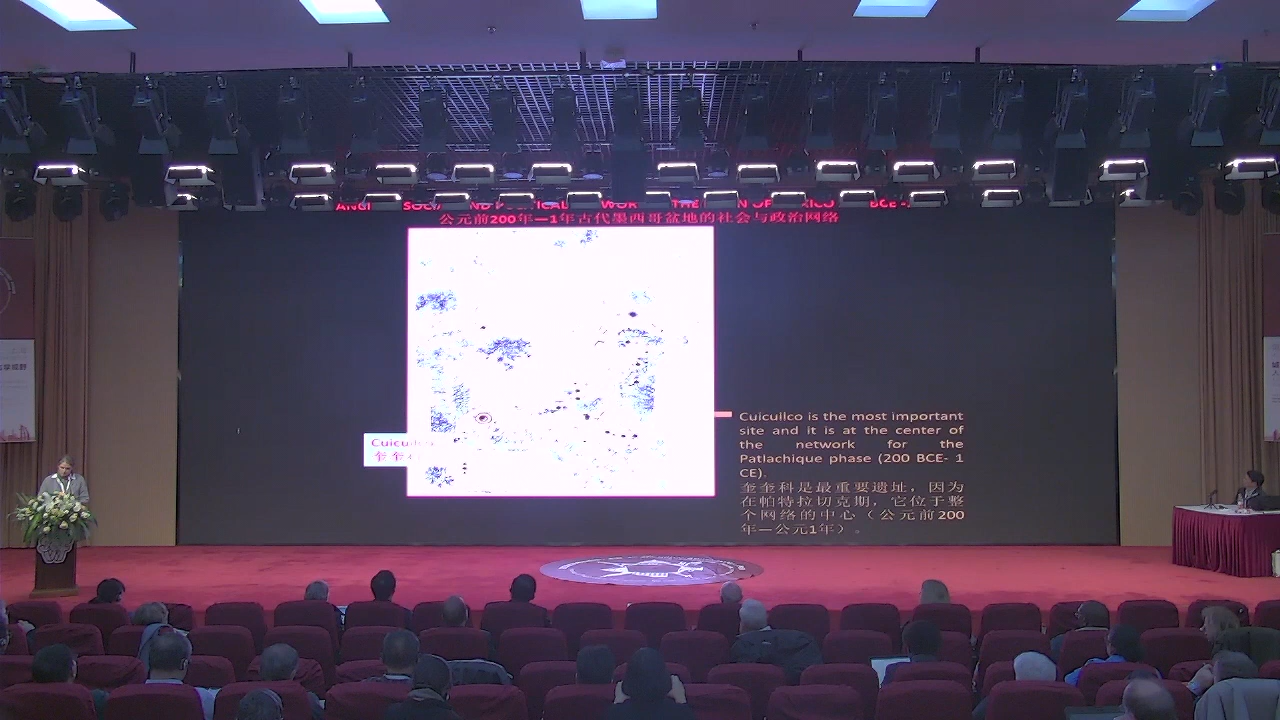 公元前200年—1年古代墨西哥盆地的社会与政治网络
Cuicuilco
Cuicuilco is the most important
site and it is at the center of
the network for the
Patlachique phase (200 BCE- 1
CE).
奎奎科是最重要遗址，因为
在帕特拉切克期，它位于整
个网络的中心（公元前200
年—公元1年）。